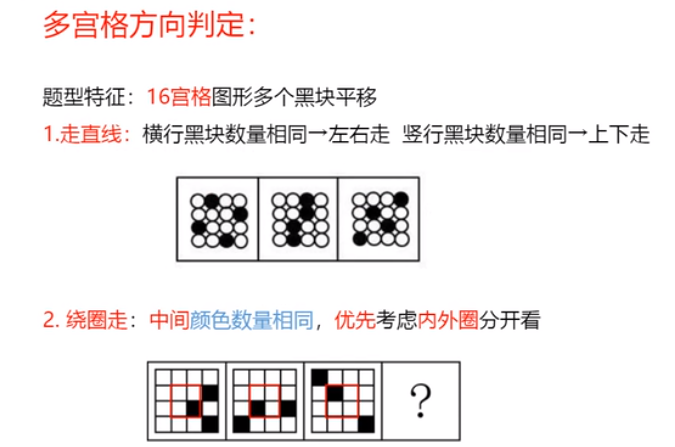 多宫格方向判定：
题型特征：16宫格图形多个黑块平移
1.走直线：横行黑块数量相同→左右走 竖行黑块数量相同→上下走
2. 绕圈走：中间颜色数量相同，优先考虑内外圈分开看
?